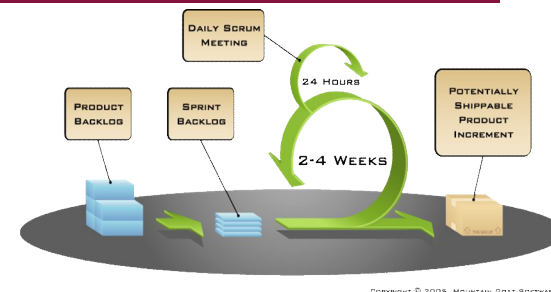 DAILY SCRUM
MEETING
24 HOURS
PRODUCT
BACKLOG
SPRINT
BACKLOG
2-4 WEEKS
POTENTIALLY
SHIPPABLE
PRODUCT
INCREMENT
COPYRIGHT © 2005, MOUNTAIN GOAT SOFTWA